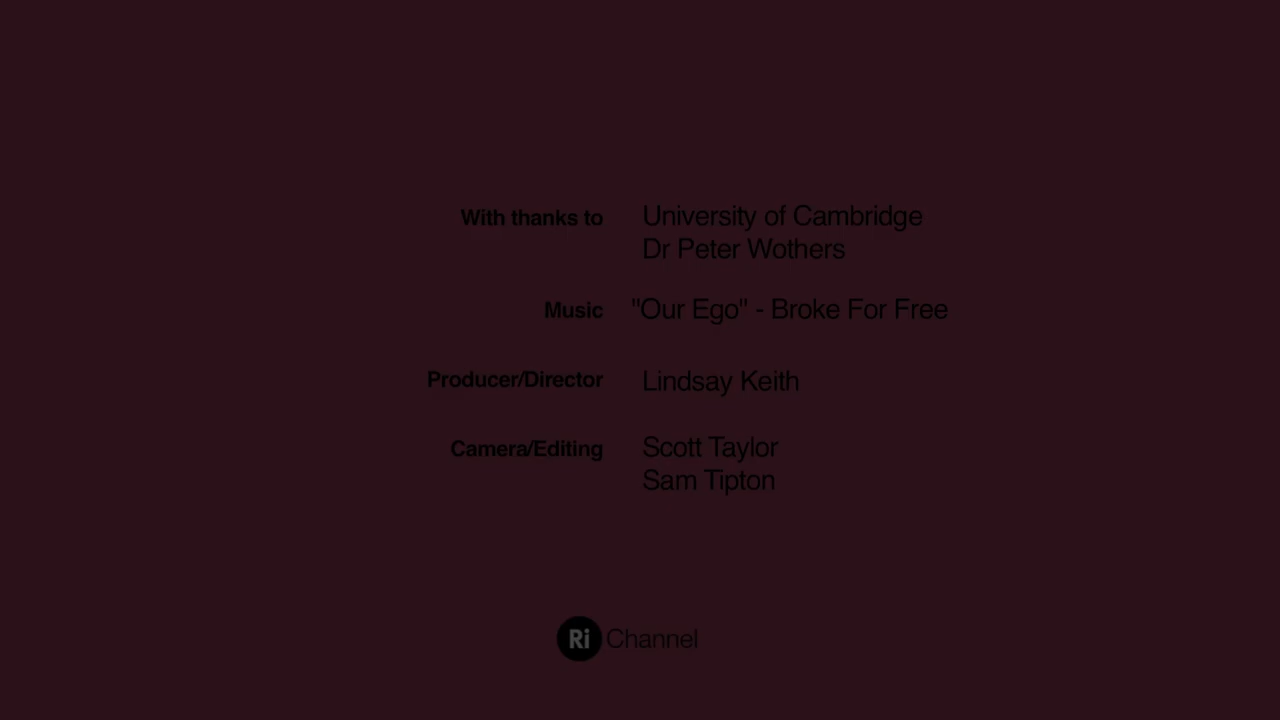 With thanks to University of Cambridge
Dr Peter Wothers
Music "Our Ego" - Broke For Free
Producer/Director Lindsay Keith
Camera/Editing Scott Taylor
Sam Tipton
Ri Channel